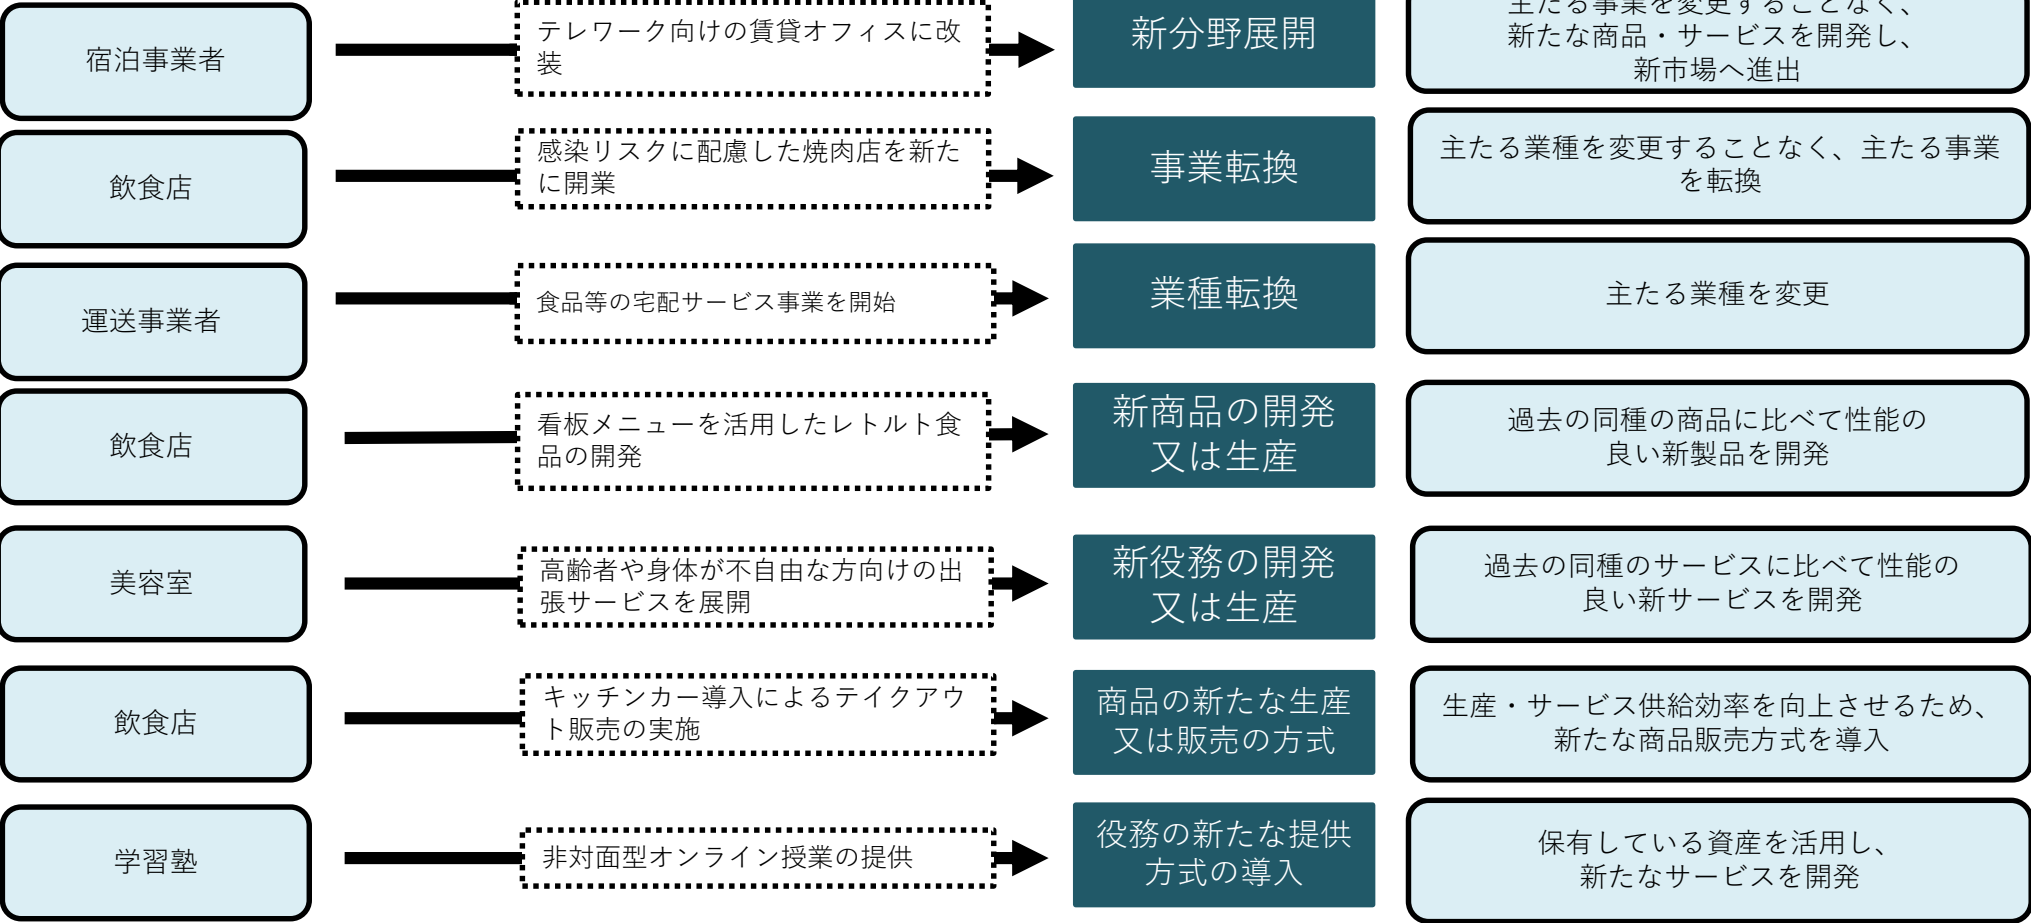 宿泊事業者
テレワーク向けの賃貸オフィスに改
装
新分野展開
主たる事業を変更することなく、
新たな商品・サービスを開発し、
新市場へ進出
飲食店
感染リスクに配慮した焼肉店を新た
に開業
事業転換
主たる業種を変更することなく、主たる事業
を転換
運送事業者
食品等の宅配サービス事業を開始
業種転換
主たる業種を変更
飲食店
看板メニューを活用したレトルト食
品の開発
新商品の開発
又は生産
過去の同種の商品に比べて性能の
良い新製品を開発
美容室
高齢者や身体が不自由な方向けの出
張サービスを展開
新役務の開発
又は生産
過去の同種のサービスに比べて性能の
良い新サービスを開発
飲食店
キッチンカー導入によるテイクアウ
ト販売の実施
商品の新たな生産
又は販売の方式
生産・サービス供給効率を向上させるため、
新たな商品販売方式を導入
学習塾
非対面型オンライン授業の提供
役務の新たな提供
方式の導入
保有している資産を活用し、
新たなサービスを開発